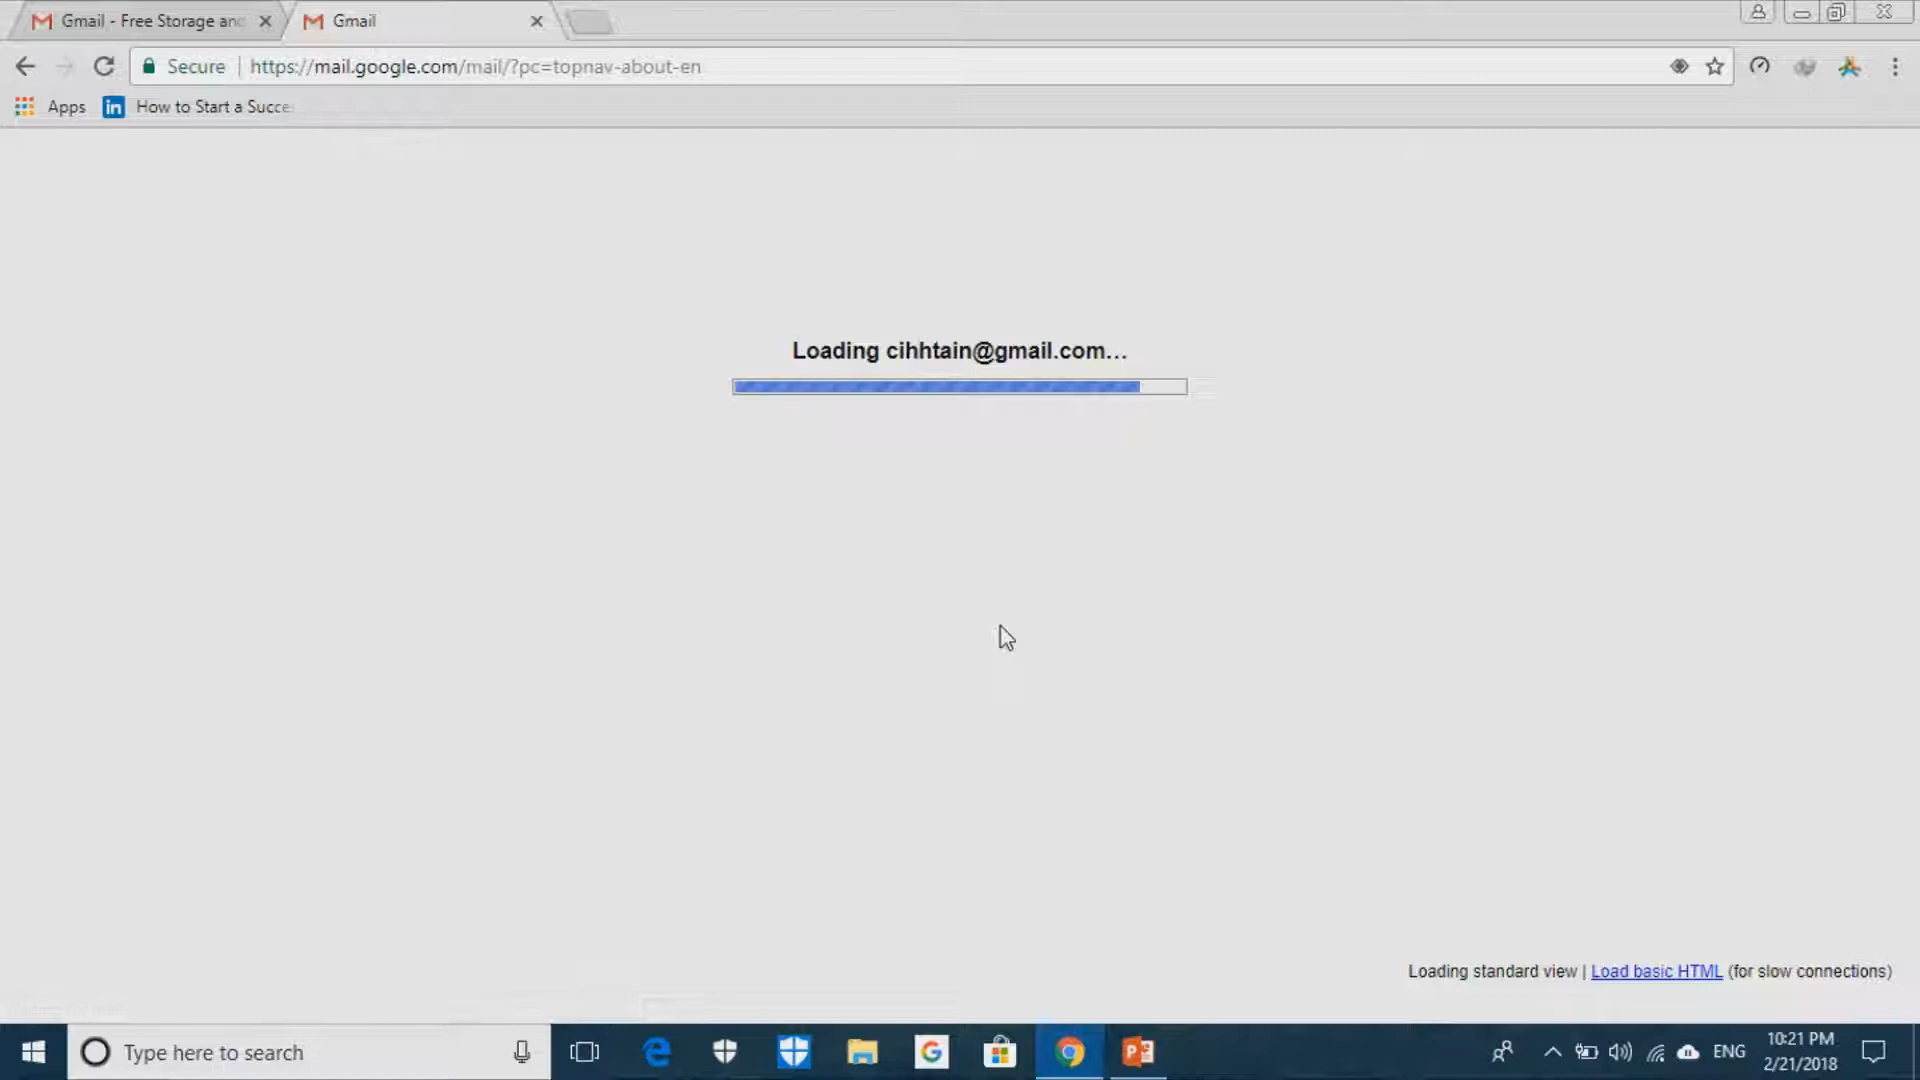 Gmail - Free Storage and
Gmail
Secure
https://mail.google.com/mail/?pc=topnav-about-en
Apps
in
How to Start a Succe
Loading cihhtain@gmail.com...
Loading standard view | Load basic HTML (for slow connections)
Type here to search
ENG
10:21 PM
2/21/2018